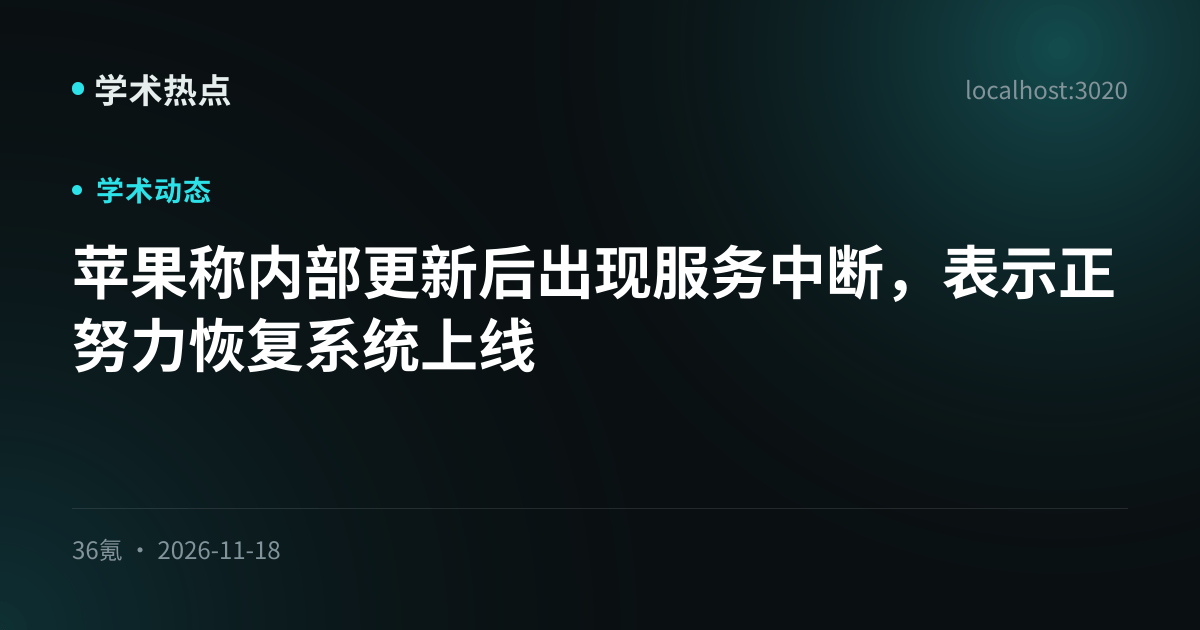 学术热点
localhost:3020
学术动态
苹果称内部更新后出现服务中断，表示正
努力恢复系统上线
36氪 · 2026-11-18